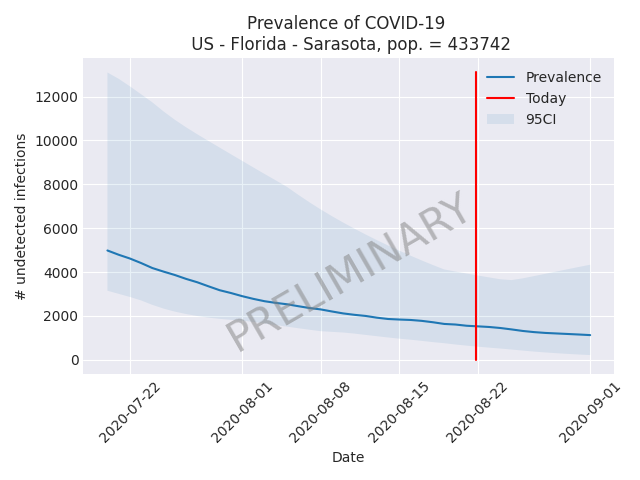 Prevalence of COVID-19
US - Florida - Sarasota, pop. = 433742
Prevalence
Today
95CI
# undetected infections
12000
10000
8000
6000
4000
2000
0
PRELIMINARY
2020-07-22
2020-08-01
2020-08-08
2020-08-15
2020-08-22
2020-09-01
Date